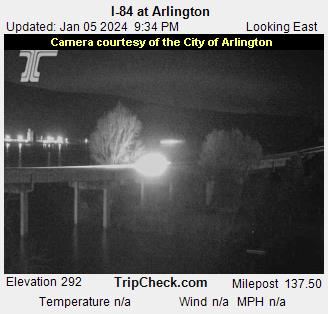 I-84 at Arlington
Updated: Jan 05 2024 9:34 PM Looking East
Camera courtesy of the City of Arlington
Elevation 292 TripCheck.com Milepost 137.50
Temperature n/a Wind n/a MPH n/a